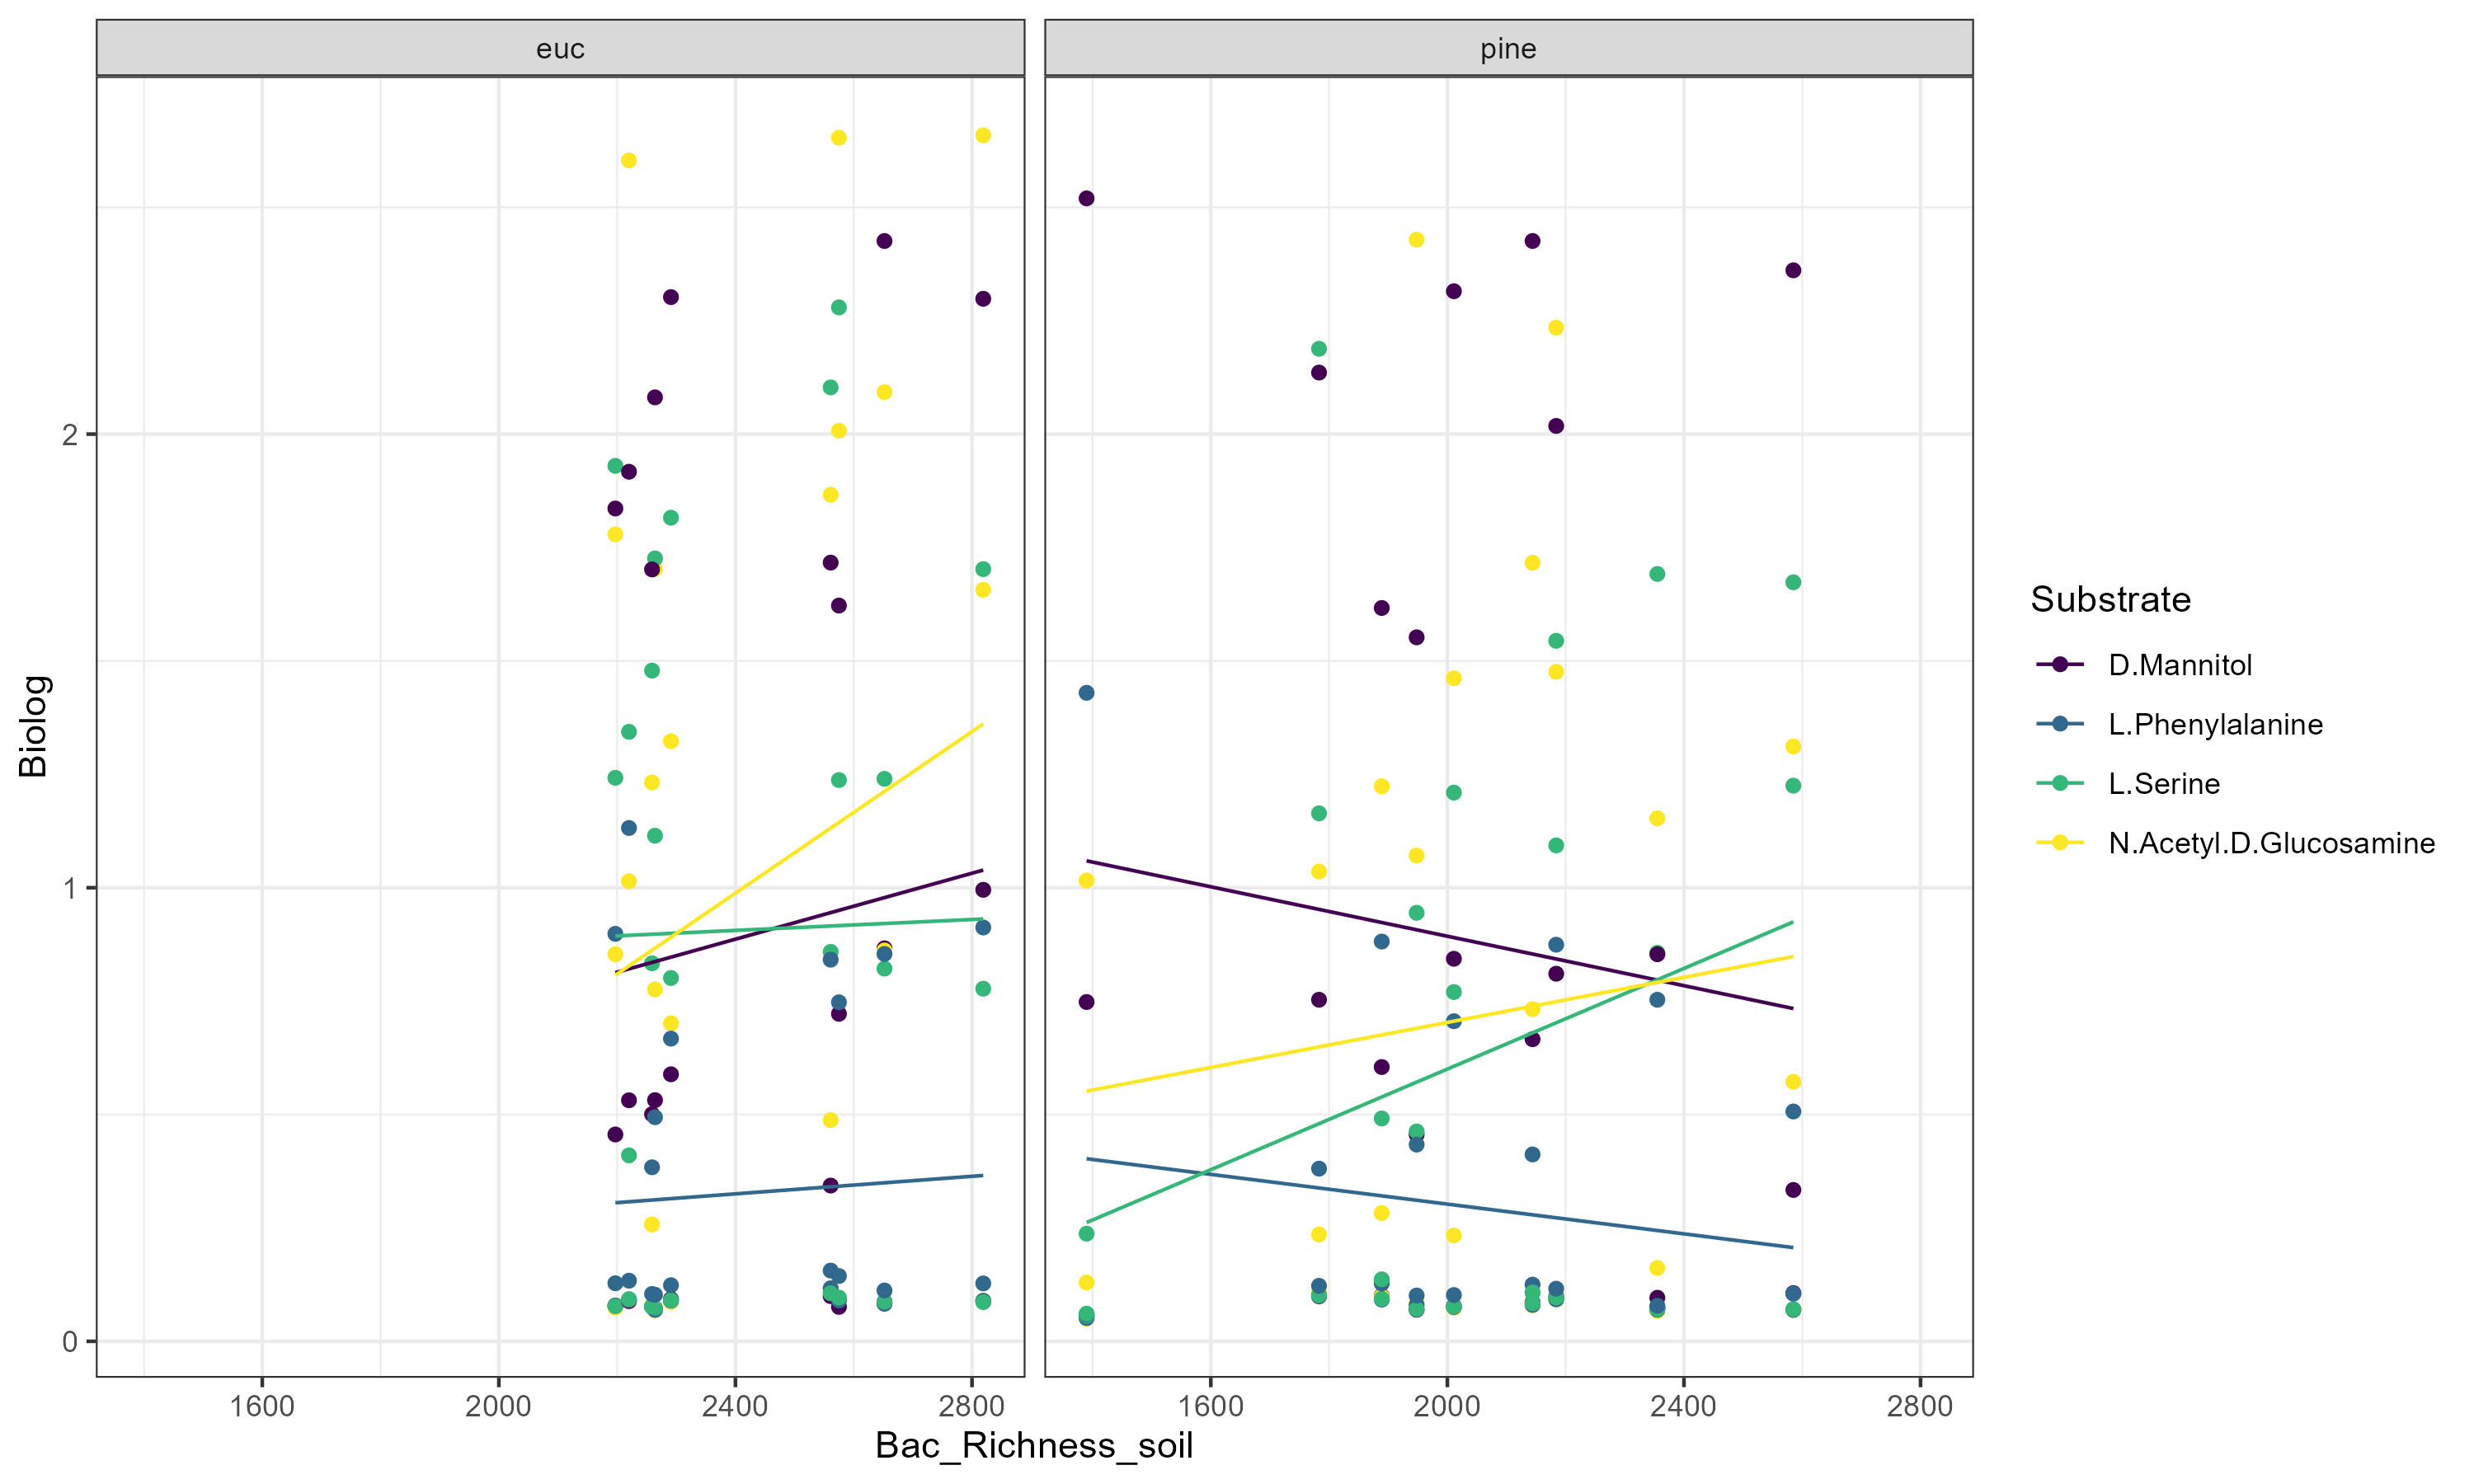 euc
pine
Biolog
2
1
0
1600 2000 2400 2800
1600 2000 2400 2800
Bac_Richness_soil
Substrate
D.Mannitol
L.Phenylalanine
L.Serine
N.Acetyl.D.Glucosamine